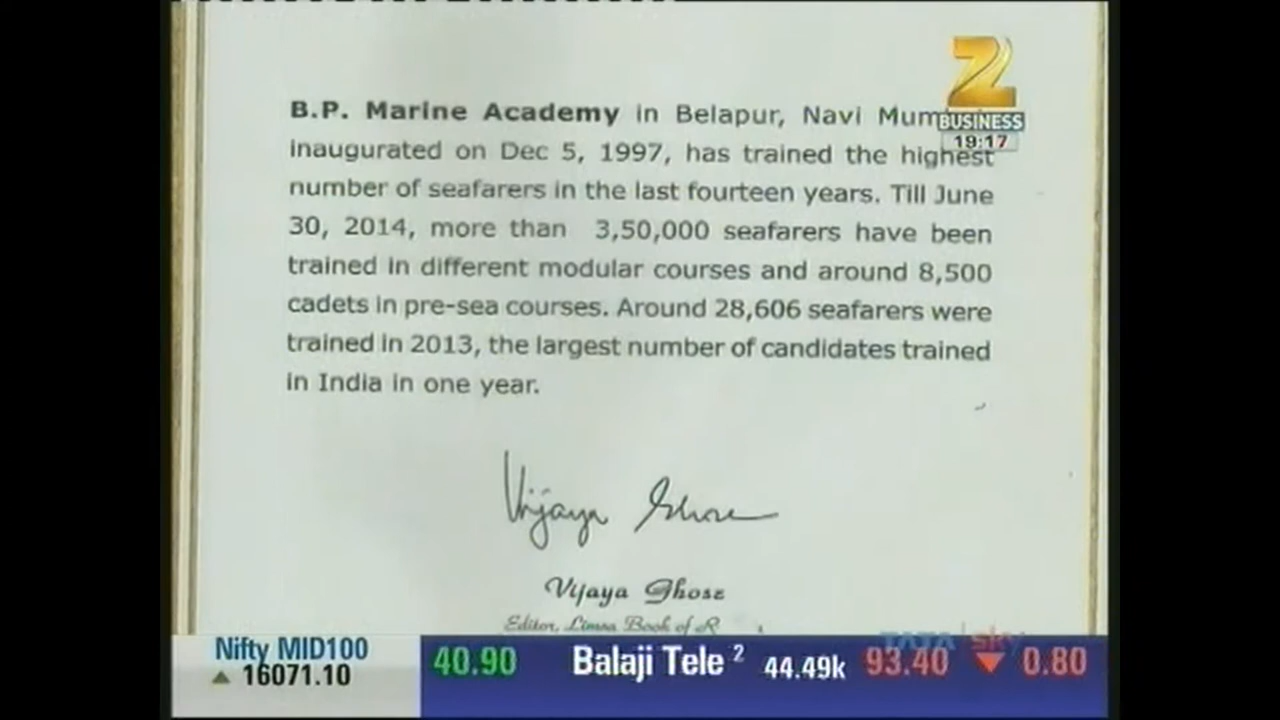 B.P. Marine Academy in Belapur, Navi
inaugurated on Dec 5, 1997, has trained the highest
number of seafarers in the last fourteen years. Till June
30, 2014, more than 3,50,000 seafarers have been
trained in different modular courses and around 8,500
cadets in pre-sea courses. Around 28,606 seafarers were
trained in 2013, the largest number of candidates trained
in India in one year.
Z
BUSINESS
19:17
Vijaya Ghose
Vijaya Ghose
Editor, Limca Book of
TATA sky
Nifty MID100
16071.10
40.90 Balaji Tele 2 44.49k 93.40 0.80